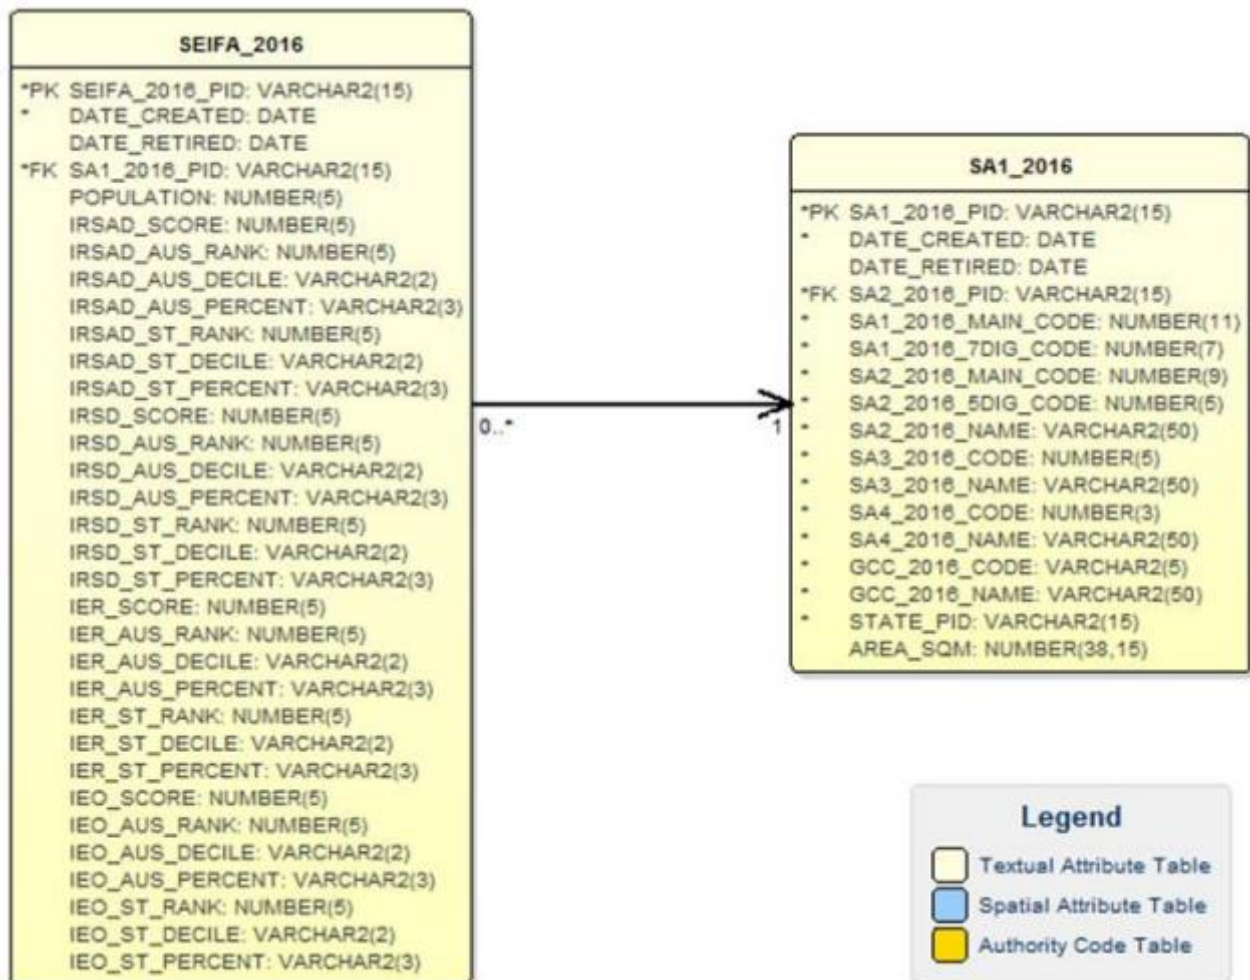 SEIFA_2016
*PK SEIFA_2016_PID: VARCHAR2(15)
* DATE_CREATED: DATE
DATE_RETIRED: DATE
*FK SA1_2016_PID: VARCHAR2(15)
POPULATION: NUMBER(5)
IRSAD_SCORE: NUMBER(5)
IRSAD_AUS_RANK: NUMBER(5)
IRSAD_AUS_DECILE: VARCHAR2(2)
IRSAD_AUS_PERCENT: VARCHAR2(3)
IRSAD_ST_RANK: NUMBER(5)
IRSAD_ST_DECILE: VARCHAR2(2)
IRSAD_ST_PERCENT: VARCHAR2(3)
IRSD_SCORE: NUMBER(5)
IRSD_AUS_RANK: NUMBER(5)
IRSD_AUS_DECILE: VARCHAR2(2)
IRSD_AUS_PERCENT: VARCHAR2(3)
IRSD_ST_RANK: NUMBER(5)
IRSD_ST_DECILE: VARCHAR2(2)
IRSD_ST_PERCENT: VARCHAR2(3)
IER_SCORE: NUMBER(5)
IER_AUS_RANK: NUMBER(5)
IER_AUS_DECILE: VARCHAR2(2)
IER_AUS_PERCENT: VARCHAR2(3)
IER_ST_RANK: NUMBER(5)
IER_ST_DECILE: VARCHAR2(2)
IER_ST_PERCENT: VARCHAR2(3)
IEO_SCORE: NUMBER(5)
IEO_AUS_RANK: NUMBER(5)
IEO_AUS_DECILE: VARCHAR2(2)
IEO_AUS_PERCENT: VARCHAR2(3)
IEO_ST_RANK: NUMBER(5)
IEO_ST_DECILE: VARCHAR2(2)
IEO_ST_PERCENT: VARCHAR2(3)
0..*
1
SA1_2016
*PK SA1_2016_PID: VARCHAR2(15)
* DATE_CREATED: DATE
DATE_RETIRED: DATE
*FK SA2_2016_PID: VARCHAR2(15)
* SA1_2016_MAIN_CODE: NUMBER(11)
* SA1_2016_7DIG_CODE: NUMBER(7)
* SA2_2016_MAIN_CODE: NUMBER(9)
* SA2_2016_5DIG_CODE: NUMBER(5)
* SA2_2016_NAME: VARCHAR2(50)
* SA3_2016_CODE: NUMBER(5)
* SA3_2016_NAME: VARCHAR2(50)
* SA4_2016_CODE: NUMBER(3)
* SA4_2016_NAME: VARCHAR2(50)
* GCC_2016_CODE: VARCHAR2(5)
* GCC_2016_NAME: VARCHAR2(50)
* STATE_PID: VARCHAR2(15)
AREA_SQM: NUMBER(38,15)
Legend
Textual Attribute Table
Spatial Attribute Table
Authority Code Table